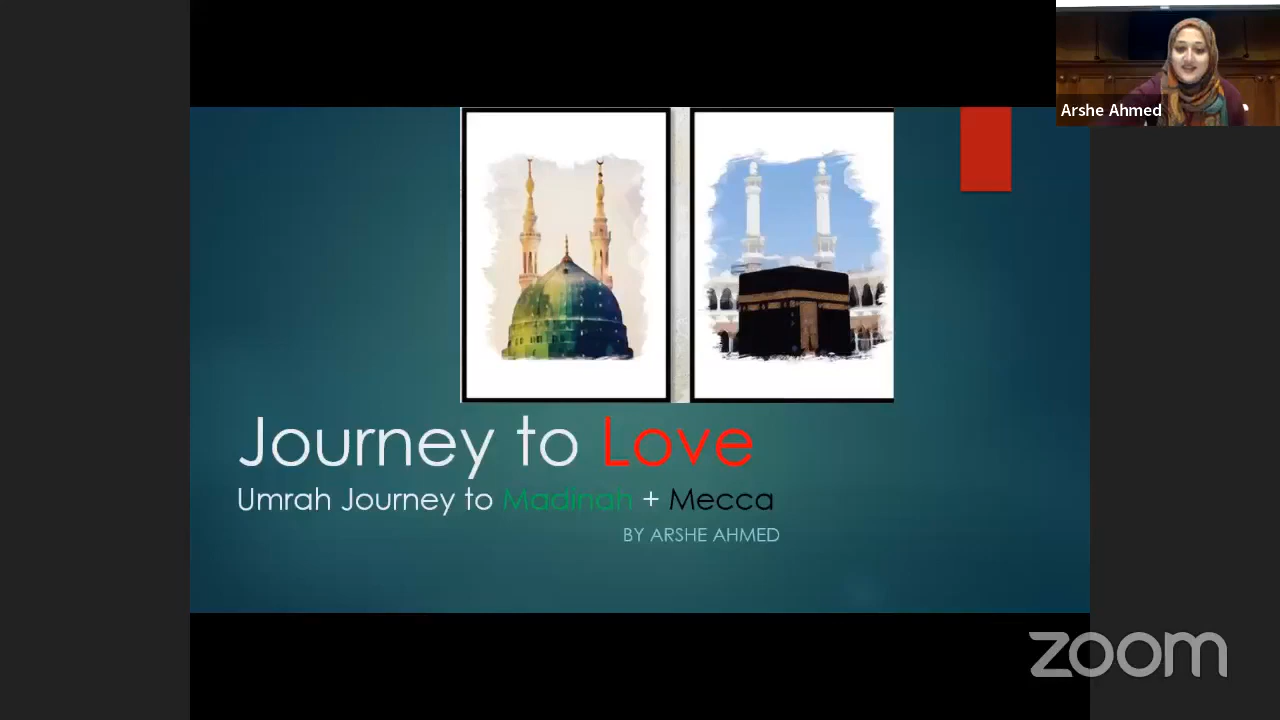 Arshe Ahmed
Journey to Love
Umrah Journey to Madinah + Mecca
BY ARSHE AHMED
zoom